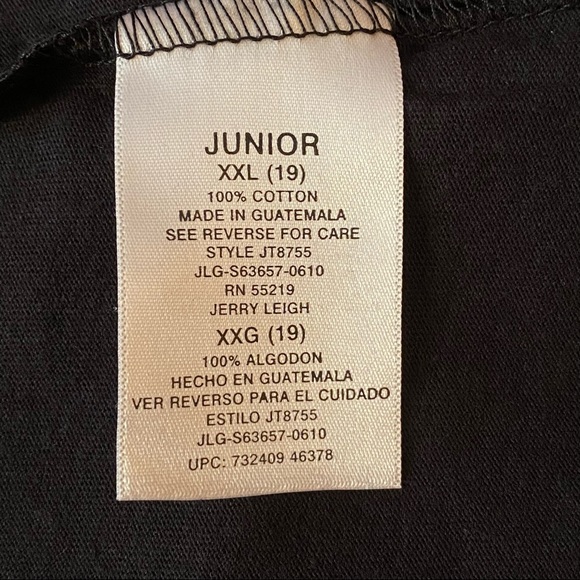 JUNIOR
XXL (19)
100% COTTON
MADE IN GUATEMALA
SEE REVERSE FOR CARE
STYLE JT8755
JLG-S63657-0610
RN 55219
JERRY LEIGH
XXG (19)
100% ALGODON
HECHO EN GUATEMALA
VER REVERSO PARA EL CUIDADO
ESTILO JT8755
JLG-S63657-0610
UPC: 732409 46378